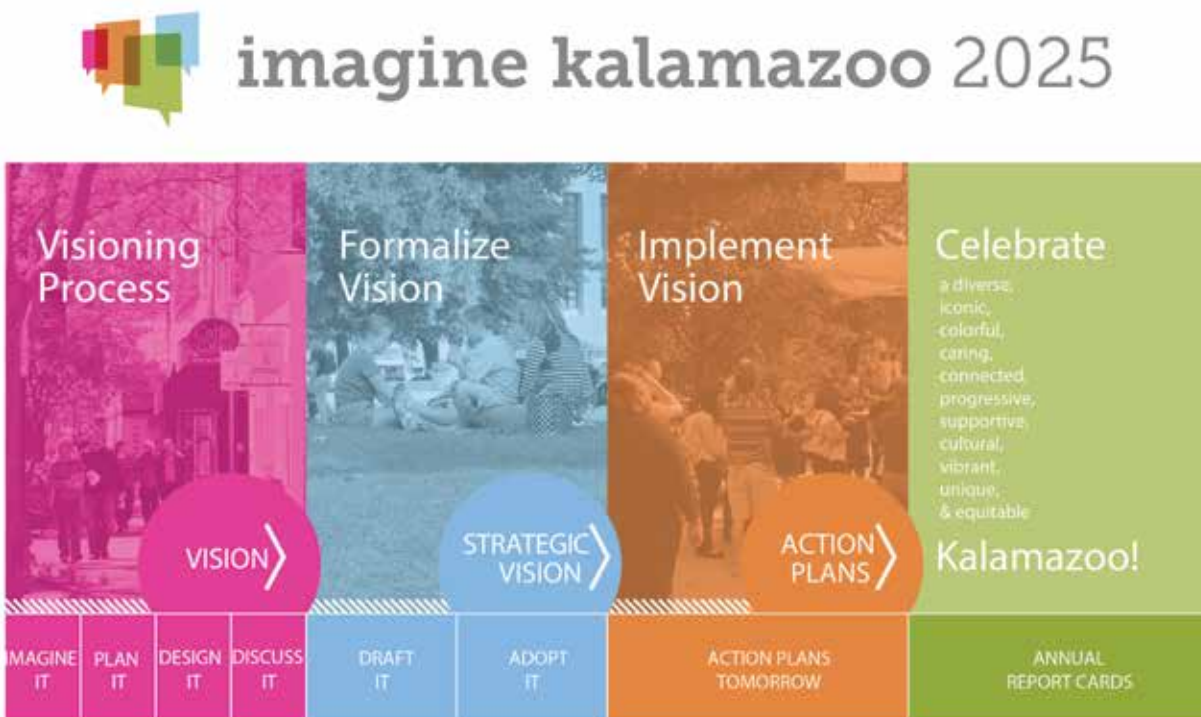 imagine kalamazoo 2025
Visioning
Process
VISION
Formalize
Vision
STRATEGIC
VISION
Implement
Vision
ACTION
PLANS
Celebrate
a diverse,
iconic,
colorful,
caring,
connected,
progressive,
supportive,
cultural,
vibrant,
unique,
& equitable
Kalamazoo!
IMAGINE
IT
PLAN
IT
DESIGN
IT
DISCUSS
IT
DRAFT
IT
ADOPT
IT
ACTION PLANS
TOMORROW
ANNUAL
REPORT CARDS